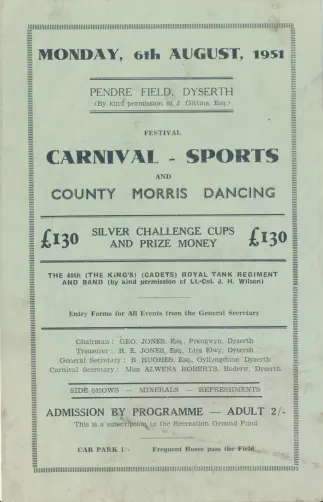 MONDAY, 6th AUGUST, 1951
PENDRE FIELD, DYSERTH
(By kind permission of J. Gittins, Esq.)
FESTIVAL
CARNIVAL - SPORTS
AND
COUNTY MORRIS DANCING
£130 SILVER CHALLENGE CUPS £130
AND PRIZE MONEY
THE 40th (THE KING'S) (CADETS) ROYAL TANK REGIMENT
AND BAND (by kind permission of Lt.-Col. J. H. Wilson)
Entry Forms for All Events from the General Secretary
Chairman : GEO. JONES, Esq., Dyserth
Treasurer : H. E. JONES, Esq., Llys Elwy, Dyserth
General Secretary : B. HUGHES, Esq., Dyserth
Carnival Secretary : Miss ALWENA ROBERTS, Dyserth
SIDE-SHOWS — MINERALS — REFRESHMENTS
ADMISSION BY PROGRAMME — ADULT 2/-
This is a subscription to the Recreation Ground Fund
CAR PARK 1/- Frequent Buses pass the Field